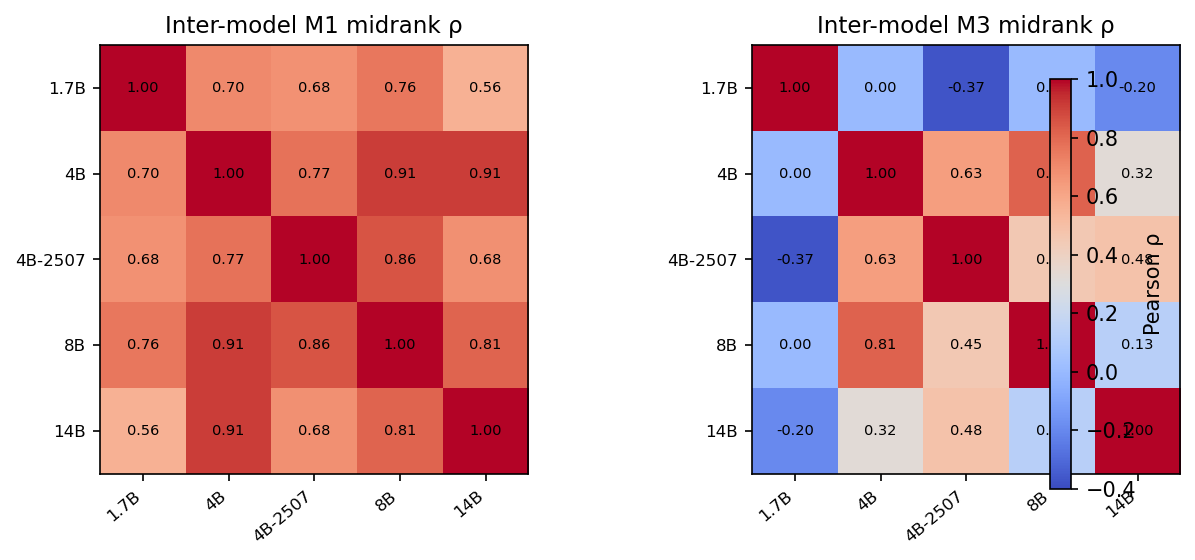 Inter-model M1 midrank ρ
1.7B 1.00 0.70 0.68 0.76 0.56
4B 0.70 1.00 0.77 0.91 0.91
4B-2507 0.68 0.77 1.00 0.86 0.68
8B 0.76 0.91 0.86 1.00 0.81
14B 0.56 0.91 0.68 0.81 1.00
1.7B 4B 4B-2507 8B 14B
Inter-model M3 midrank ρ
1.7B 1.00 0.00 -0.37 -0.20
4B 0.00 1.00 0.63 0.32
4B-2507 -0.37 0.63 1.00 0.48
8B 0.00 0.81 0.45 0.13
14B -0.20 0.32 0.48 1.00
1.7B 4B 4B-2507 8B 14B
1.0
0.8
0.6
0.4
0.2
0.0
−0.2
−0.4
Pearson ρ